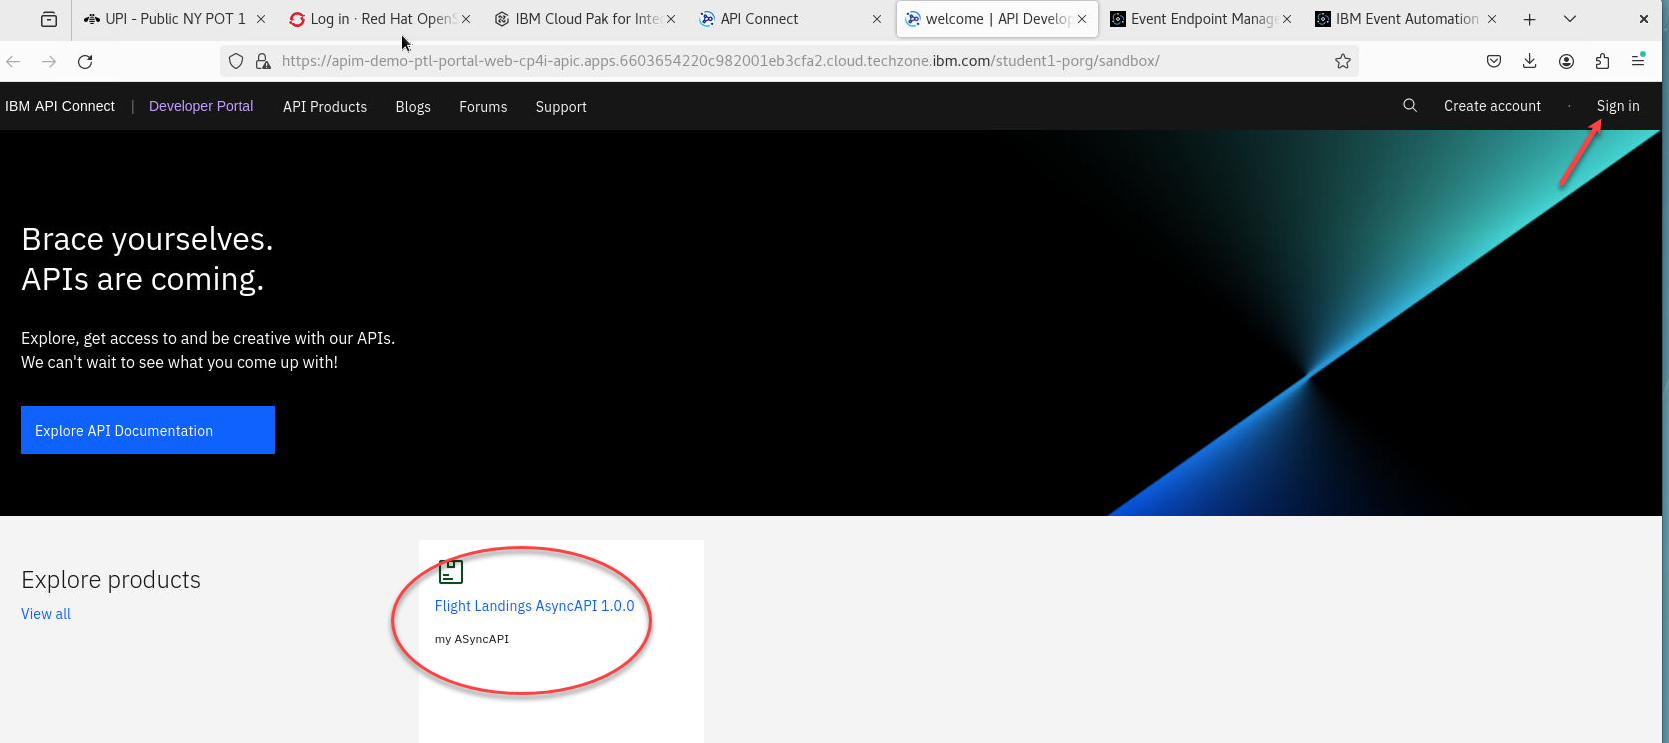 UPI - Public NY POT 1
Log in · Red Hat OpenS
IBM Cloud Pak for Inte
API Connect
welcome | API Develop
Event Endpoint Manage
IBM Event Automation
https://apim-demo-ptl-portal-web-cp4i-apic.apps.6603654220c982001eb3cfa2.cloud.techzone.ibm.com/student1-porg/sandbox/
IBM API Connect | Developer Portal API Products Blogs Forums Support Create account · Sign in
Brace yourselves.
APIs are coming.
Explore, get access to and be creative with our APIs.
We can't wait to see what you come up with!
Explore API Documentation
Explore products
View all
Flight Landings AsyncAPI 1.0.0
my ASyncAPI